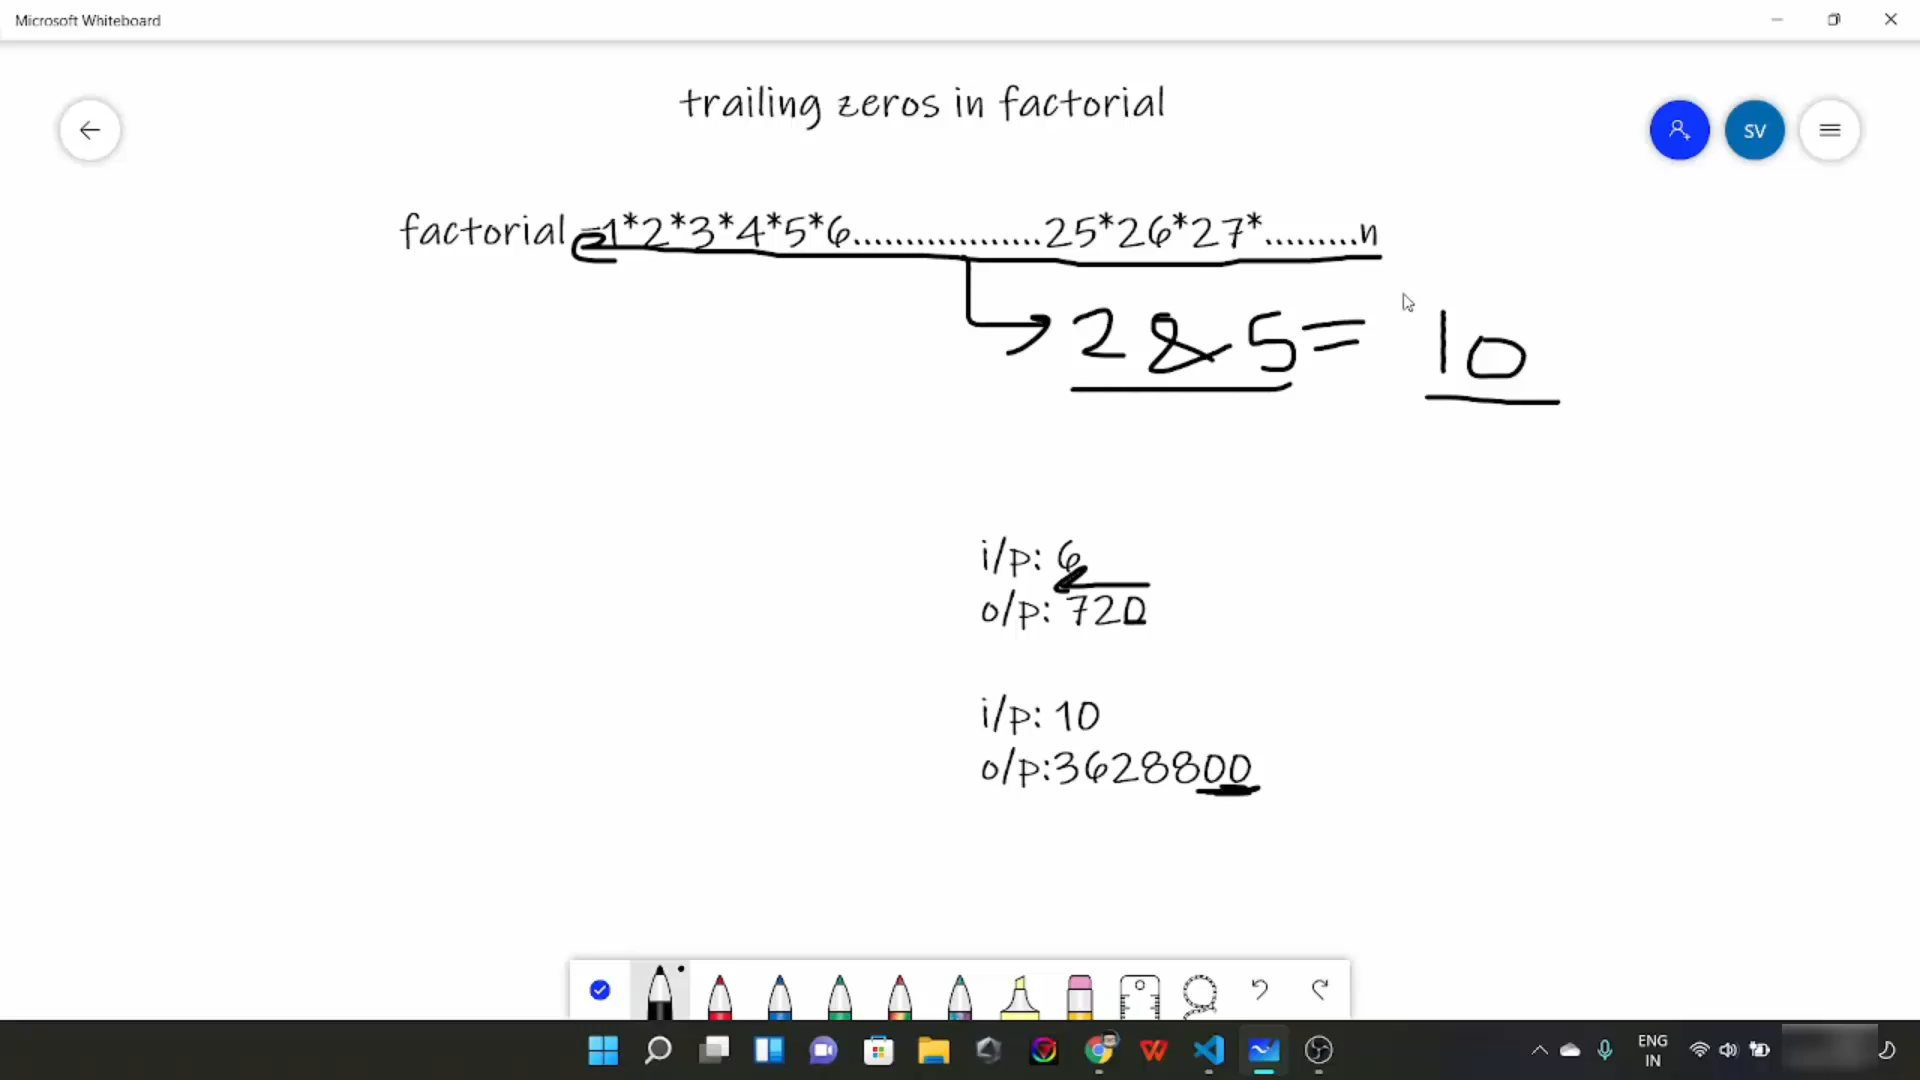 Microsoft Whiteboard
trailing zeros in factorial
SV
factorial =1*2*3*4*5*6..................25*26*27*.........n
2 & 5 = 10
i/p: 6
o/p: 720
i/p: 10
o/p:3628800
ENG
IN